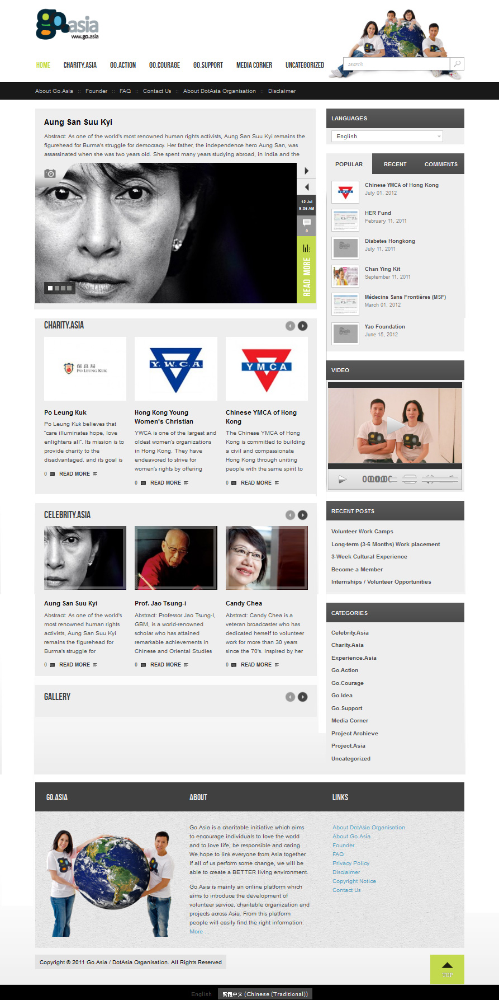 go.asia
www.go.asia
HOME CHARITY.ASIA GO.ACTION GO.COURAGE GO.SUPPORT MEDIA CORNER UNCATEGORIZED
search
About Go.Asia :: Founder :: FAQ :: Contact Us :: About DotAsia Organisation :: Disclaimer
Aung San Suu Kyi
Abstract: As one of the world's most renowned human rights activists, Aung San Suu Kyi remains the
figurehead for Burma's struggle for democracy. Her father, the independence hero Aung San, was
assassinated when she was two years old. She spent many years studying abroad, in India and the
12 Jul
9:05 AM
0
READ MORE
CHARITY.ASIA
保良局
PO LEUNG KUK
Y.W.C.A.
YMCA
Po Leung Kuk
Po Leung Kuk believes that
"care illuminates hope, love
enlightens all". Its mission is to
provide charity to the
disadvantaged, and its goal is
0 READ MORE
Hong Kong Young
Women's Christian
YWCA is one of the largest and
oldest women's organizations
in Hong Kong. They have
endeavored to strive for
women's rights by offering
0 READ MORE
Chinese YMCA of Hong
Kong
The Chinese YMCA of Hong
Kong is committed to building
a civil and compassionate
Hong Kong through uniting
people with the same spirit to
0 READ MORE
CELEBRITY.ASIA
Aung San Suu Kyi
Abstract: As one of the world's
most renowned human rights
activists, Aung San Suu Kyi
remains the figurehead for
Burma's struggle for
0 READ MORE
Prof. Jao Tsung-i
Abstract: Professor Jao Tsung-I,
GBM, is a world-renowned
scholar who has attained
remarkable achievements in
Chinese and Oriental Studies
0 READ MORE
Candy Chea
Abstract: Candy Chea is a
veteran broadcaster who has
dedicated herself to volunteer
work for more than 30 years
since the 70's. Inspired by her
0 READ MORE
GALLERY
LANGUAGES
English
POPULAR RECENT COMMENTS
YMCA
Chinese YMCA of Hong Kong
July 01, 2012
HER Fund
February 11, 2011
Diabetes Hongkong
July 11, 2011
Chan Ying Kit
September 11, 2011
Médecins Sans Frontières (MSF)
March 01, 2012
Yao Foundation
June 15, 2012
VIDEO
RECENT POSTS
Volunteer Work Camps
Long-term (3-6 Months) Work placement
3-Week Cultural Experience
Become a Member
Internships / Volunteer Opportunities
CATEGORIES
Celebrity.Asia
Charity.Asia
Experience.Asia
Go.Action
Go.Courage
Go.Idea
Go.Support
Media Corner
Project Archieve
Project.Asia
Uncategorized
GO.ASIA
ABOUT
Go.Asia is a charitable initiative which aims
to encourage individuals to love the world
and to love life, be responsible and caring.
We hope to link everyone from Asia together.
If all of us perform some change, we will be
able to create a BETTER living environment.
Go.Asia is mainly an online platform which
aims to introduce the development of
volunteer service, charitable organization and
projects across Asia. From this platform
people will easily find the right information.
More ...
LINKS
About DotAsia Organisation
About Go.Asia
Founder
FAQ
Privacy Policy
Disclaimer
Copyright Notice
Contact Us
Copyright © 2011 Go.Asia / DotAsia Organisation. All Rights Reserved
TOP
English 繁體中文 (Chinese (Traditional))